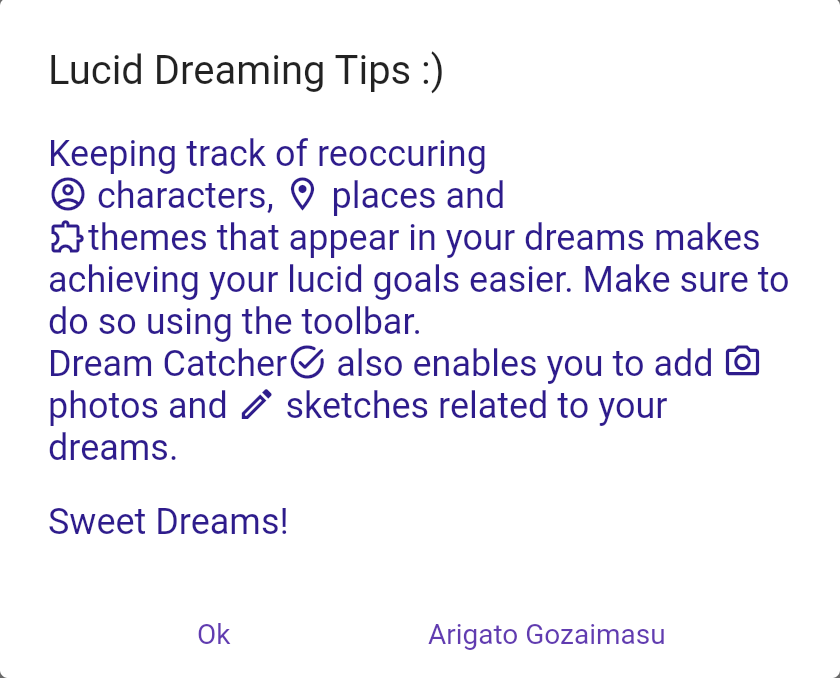 Lucid Dreaming Tips :)
Keeping track of reoccuring
characters, places and
themes that appear in your dreams makes
achieving your lucid goals easier. Make sure to
do so using the toolbar.
Dream Catcher also enables you to add
photos and sketches related to your
dreams.
Sweet Dreams!
Ok Arigato Gozaimasu